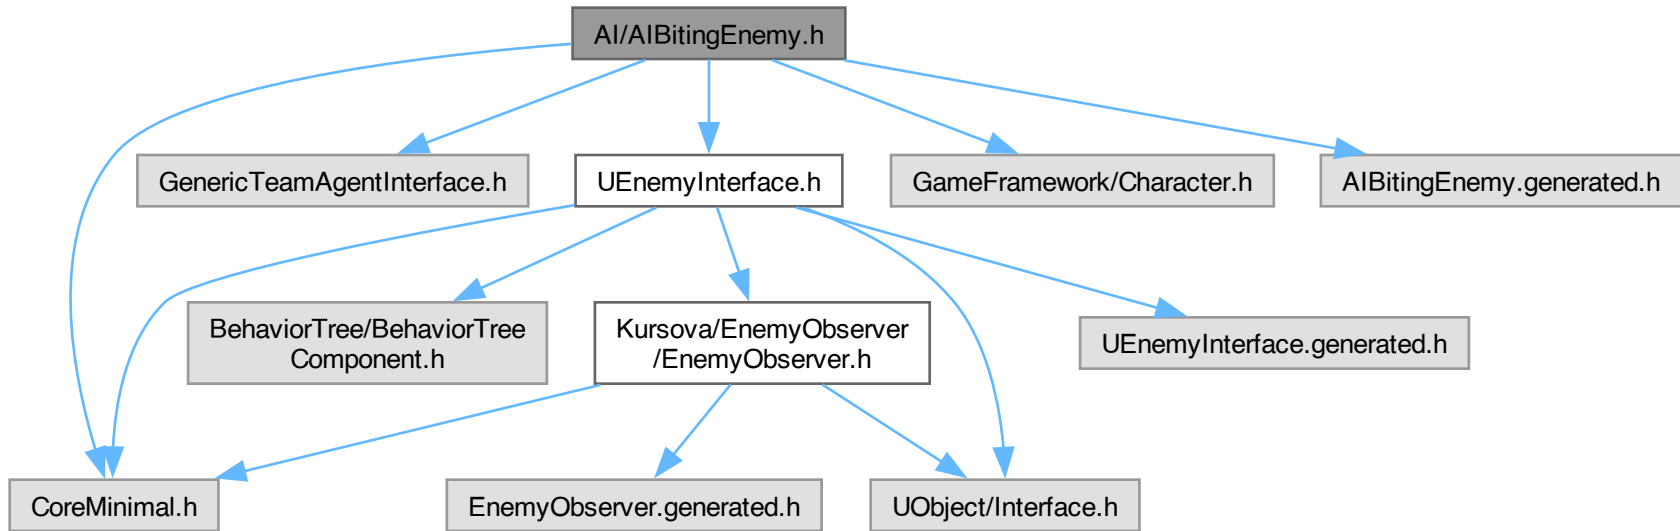 AI/AIBitingEnemy.h
GenericTeamAgentInterface.h
UEnemyInterface.h
GameFramework/Character.h
AIBitingEnemy.generated.h
BehaviorTree/BehaviorTree
Component.h
Kursova/EnemyObserver
/EnemyObserver.h
UEnemyInterface.generated.h
CoreMinimal.h
EnemyObserver.generated.h
UObject/Interface.h